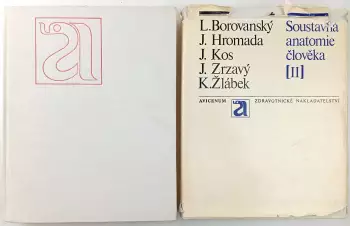 L. Borovanský
J. Hromada
J. Kos
J. Zrzavý
K. Žlábek
Soustavná
anatomie
člověka
[II]
AVICENUM
a
ZDRAVOTNICKÉ NAKLADATELSTVÍ
a